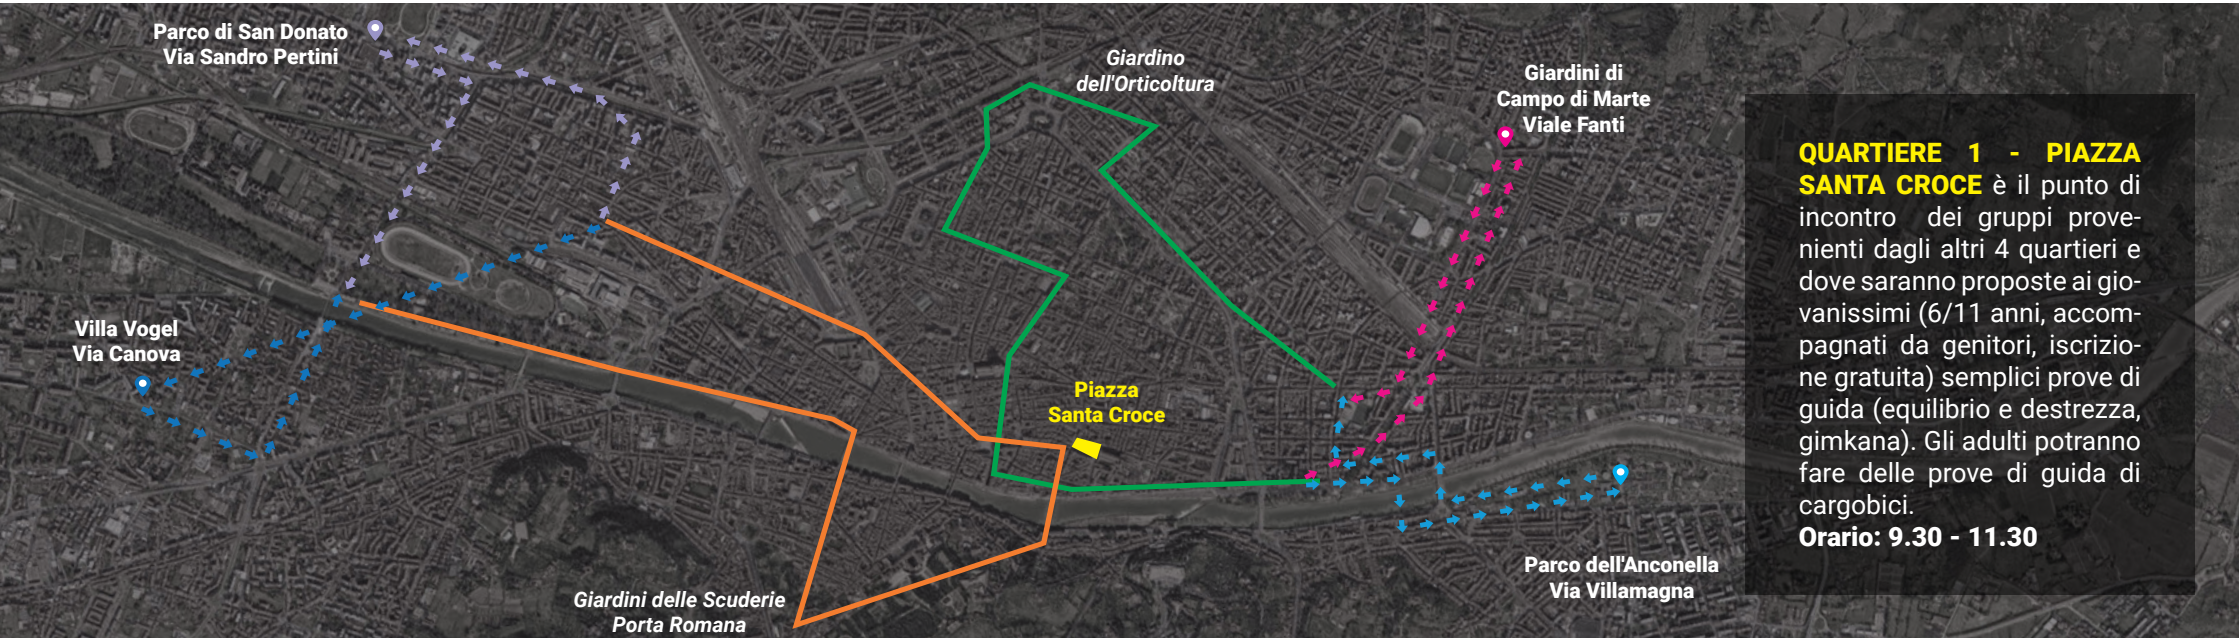 Parco di San Donato
Via Sandro Pertini
Giardino
dell'Orticoltura
Giardini di
Campo di Marte
Viale Fanti
Villa Vogel
Via Canova
Piazza
Santa Croce
Giardini delle Scuderie
Porta Romana
Parco dell'Anconella
Via Villamagna
QUARTIERE 1 - PIAZZA
SANTA CROCE è il punto di
incontro dei gruppi prove-
nienti dagli altri 4 quartieri e
dove saranno proposte ai gio-
vanissimi (6/11 anni, accom-
pagnati da genitori, iscrizio-
ne gratuita) semplici prove di
guida (equilibrio e destrezza,
gimkana). Gli adulti potranno
fare delle prove di guida di
cargobici.
Orario: 9.30 - 11.30